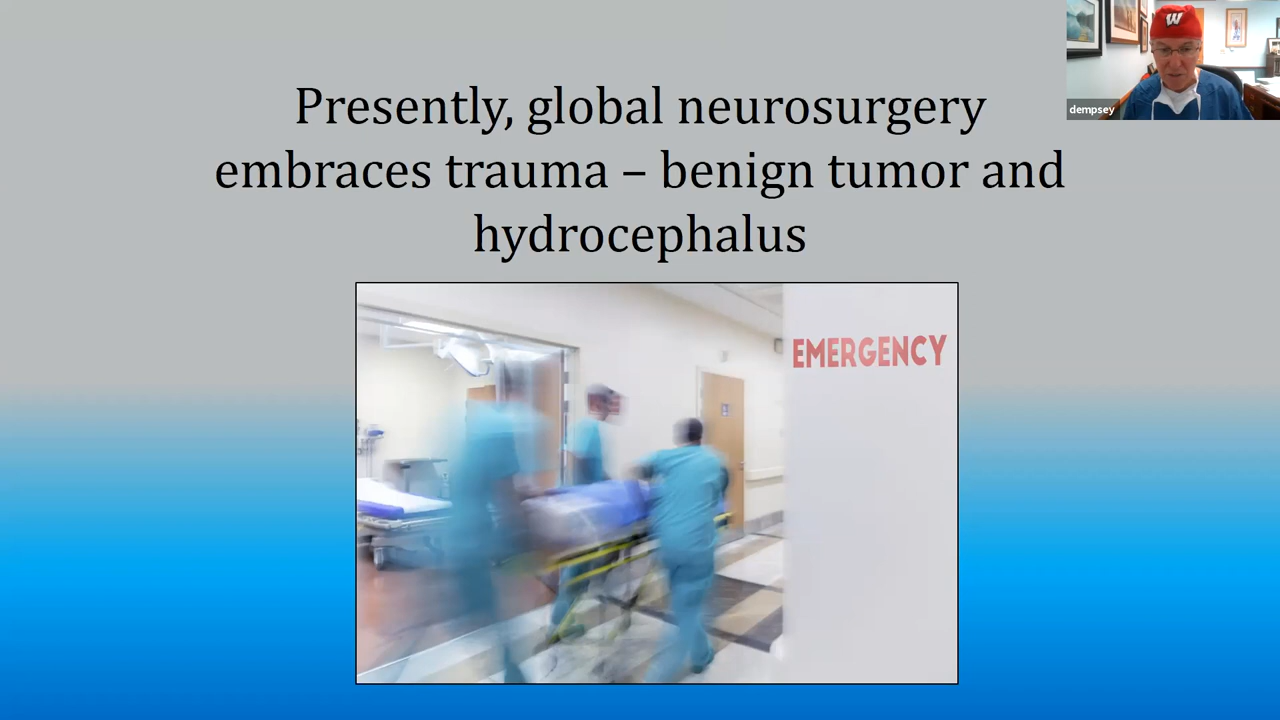 Presently, global neurosurgery
embraces trauma – benign tumor and
hydrocephalus
EMERGENCY
W
dempsey